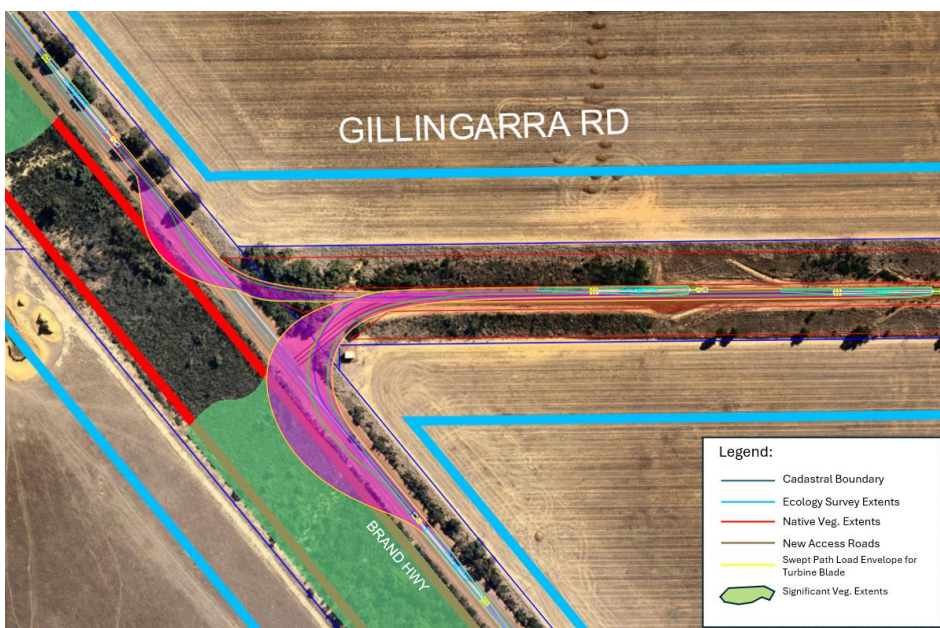 GILLINGARRA RD
BRAND HWY
Legend:
Cadastral Boundary
Ecology Survey Extents
Native Veg. Extents
New Access Roads
Swept Path Load Envelope for
Turbine Blade
Significant Veg. Extents